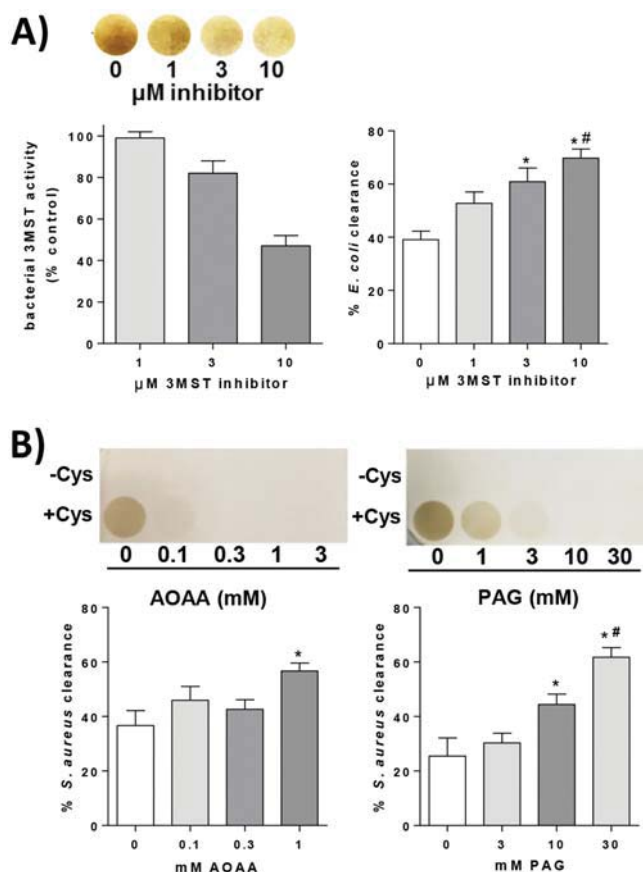 A)
0 1 3 10
µM inhibitor
bacterial 3MST activity
(% control)
100
80
60
40
20
0
1 3 10
µM 3MST inhibitor
% E. coli clearance
80
60
40
20
0
*
* #
0 1 3 10
µM 3MST inhibitor
B)
-Cys
+Cys
0 0.1 0.3 1 3
AOAA (mM)
-Cys
+Cys
0 1 3 10 30
PAG (mM)
% S. aureus clearance
80
60
40
20
0
*
0 0.1 0.3 1
mM AOAA
% S. aureus clearance
80
60
40
20
0
*
* #
0 3 10 30
mM PAG